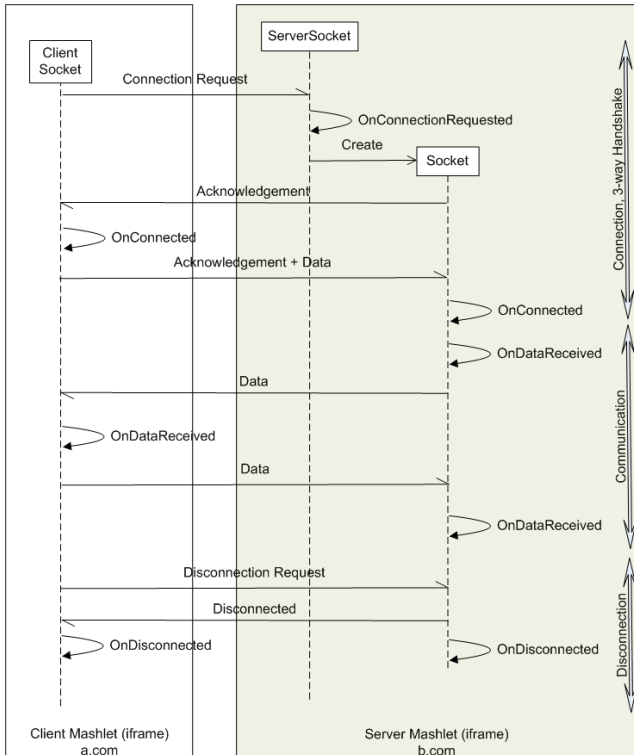 ServerSocket
Client
Socket
Connection Request
OnConnectionRequested
Create
Socket
Acknowledgement
OnConnected
Acknowledgement + Data
OnConnected
OnDataReceived
Data
OnDataReceived
Data
OnDataReceived
Disconnection Request
Disconnected
OnDisconnected
OnDisconnected
Connection, 3-way Handshake
Communication
Disconnection
Client Mashlet (iframe)
a.com
Server Mashlet (iframe)
b.com